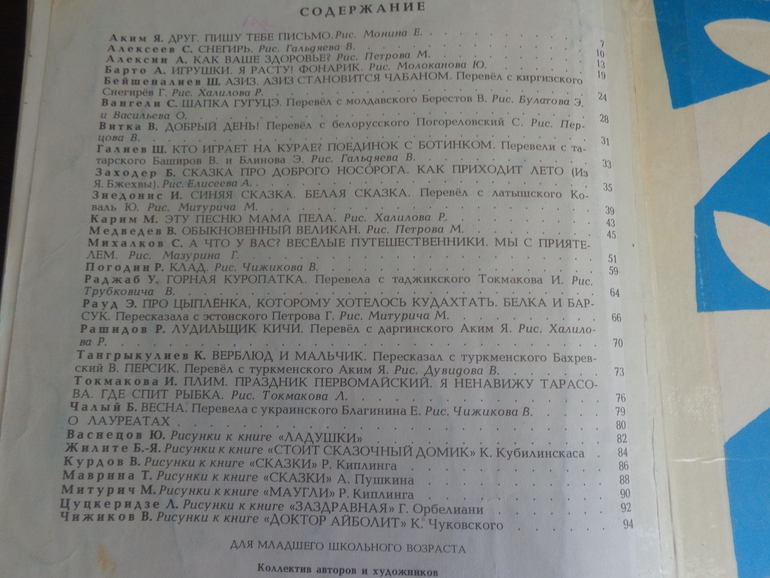 СОДЕРЖАНИЕ
Аким Я. ДРУГ. ПИШУ ТЕБЕ ПИСЬМО. Рис. Монина Е. 7
Алексеев С. СНЕГИРЬ. Рис. Гальдяева В. 10
Алексин А. КАК ВАШЕ ЗДОРОВЬЕ? Рис. Петрова М. 13
Барто А. ИГРУШКИ. Я РАСТУ! ФОНАРИК. Рис. Молоканова Ю. 19
Бейшеналиев Ш. АЗИЗ. АЗИЗ СТАНОВИТСЯ ЧАБАНОМ. Перевёл с киргизского
Снегирёв Г. Рис. Халилова Р. 24
Вангели С. ШАПКА ГУГУЦЭ. Перевёл с молдавского Берестов В. Рис. Булатова Э.
и Васильева О. 28
Витка В. ДОБРЫЙ ДЕНЬ! Перевёл с белорусского Погореловский С. Рис. Пер-
цова В. 31
Галиев Ш. КТО ИГРАЕТ НА КУРАЕ? ПОЕДИНОК С БОТИНКОМ. Перевели с та-
тарского Баширов В. и Блинова Э. Рис. Гальдяева В. 33
Заходер Б. СКАЗКА ПРО ДОБРОГО НОСОРОГА. КАК ПРИХОДИТ ЛЕТО (Из
Я. Бжехвы). Рис. Елисеева А. 35
Зиедонис И. СИНЯЯ СКАЗКА. БЕЛАЯ СКАЗКА. Перевёл с латышского Ко-
валь Ю. Рис. Митурича М. 39
Карим М. ЭТУ ПЕСНЮ МАМА ПЕЛА. Рис. Халилова Р. 43
Медведев В. ОБЫКНОВЕННЫЙ ВЕЛИКАН. Рис. Петрова М. 45
Михалков С. А ЧТО У ВАС? ВЕСЁЛЫЕ ПУТЕШЕСТВЕННИКИ. МЫ С ПРИЯТЕ-
ЛЕМ. Рис. Мазурина Г. 51
Погодин Р. КЛАД. Рис. Чижикова В. 59
Раджаб У. ГОРНАЯ КУРОПАТКА. Перевела с таджикского Токмакова И. Рис.
Трубковича В. 64
Рауд Э. ПРО ЦЫПЛЁНКА, КОТОРОМУ ХОТЕЛОСЬ КУДАХТАТЬ. БЕЛКА И БАР-
СУК. Пересказала с эстонского Петрова Г. Рис. Митурича М. 66
Рашидов Р. ЛУДИЛЬЩИК КИЧИ. Перевёл с даргинского Аким Я. Рис. Халило-
ва Р. 70
Тангрыкулиев К. ВЕРБЛЮД И МАЛЬЧИК. Пересказал с туркменского Бахрев-
ский В. ПЕРСИК. Перевёл с туркменского Аким Я. Рис. Дувидова В. 73
Токмакова И. ПЛИМ. ПРАЗДНИК ПЕРВОМАЙСКИЙ. Я НЕНАВИЖУ ТАРАСО-
ВА. ГДЕ СПИТ РЫБКА. Рис. Токмакова Л. 76
Чалый Б. ВЕСНА. Перевела с украинского Благинина Е. Рис. Чижикова В. 79
О ЛАУРЕАТАХ 80
Васнецов Ю. Рисунки к книге «ЛАДУШКИ» 82
Жилите Б.-Я. Рисунки к книге «СТОИТ СКАЗОЧНЫЙ ДОМИК» К. Кубилинскаса 84
Курдов В. Рисунки к книге «СКАЗКИ» Р. Киплинга 86
Маврина Т. Рисунки к книге «СКАЗКИ» А. Пушкина 88
Митурич М. Рисунки к книге «МАУГЛИ» Р. Киплинга 90
Цуцкеридзе Л. Рисунки к книге «ЗАЗДРАВНАЯ» Г. Орбелиани 92
Чижиков В. Рисунки к книге «ДОКТОР АЙБОЛИТ» К. Чуковского 94
ДЛЯ МЛАДШЕГО ШКОЛЬНОГО ВОЗРАСТА
Коллектив авторов и художников